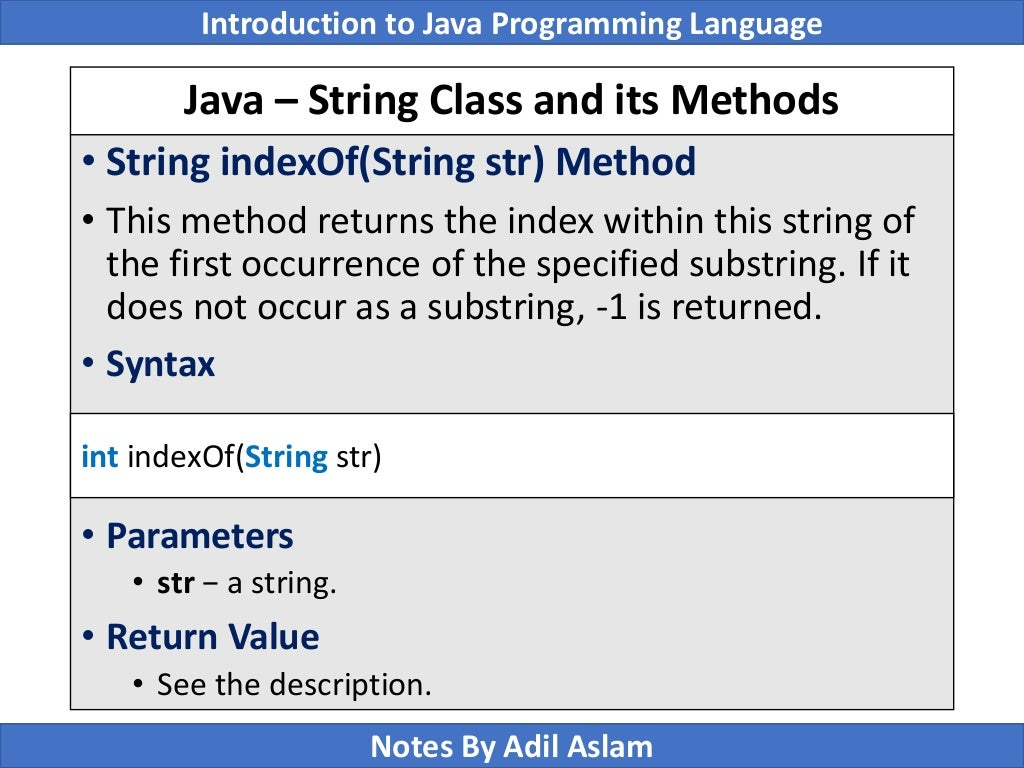 Introduction to Java Programming Language
Java – String Class and its Methods
• String indexOf(String str) Method
• This method returns the index within this string of
the first occurrence of the specified substring. If it
does not occur as a substring, -1 is returned.
• Syntax
int indexOf(String str)
• Parameters
• str − a string.
• Return Value
• See the description.
Notes By Adil Aslam